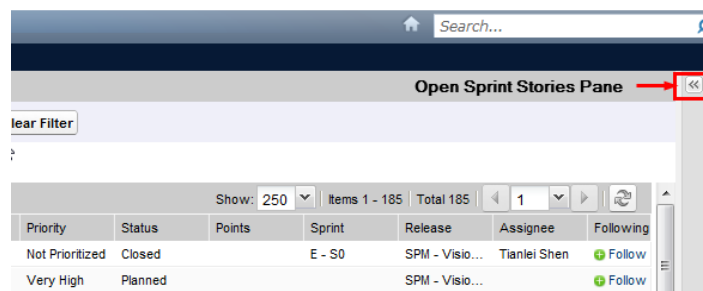 Search...
Open Sprint Stories Pane
lear Filter
Show: 250 Items 1 - 185 Total 185 1
Priority Status Points Sprint Release Assignee Following
Not Prioritized Closed E - S0 SPM - Visio... Tianlei Shen Follow
Very High Planned SPM - Visio... Follow